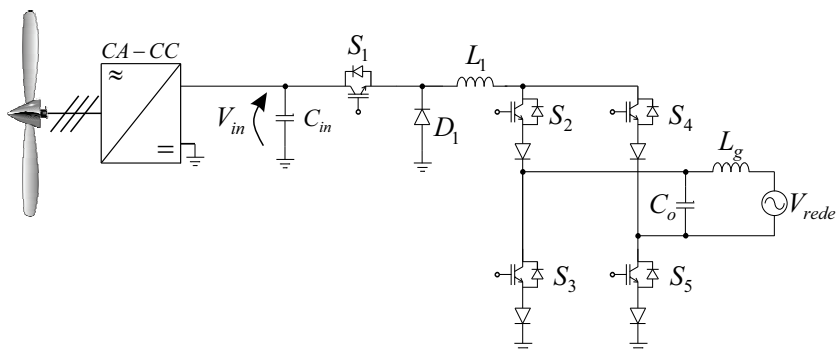 CA – CC
≈
=
V_in
C_in
S_1
D_1
L_1
S_2
S_4
L_g
C_o
V_rede
S_3
S_5